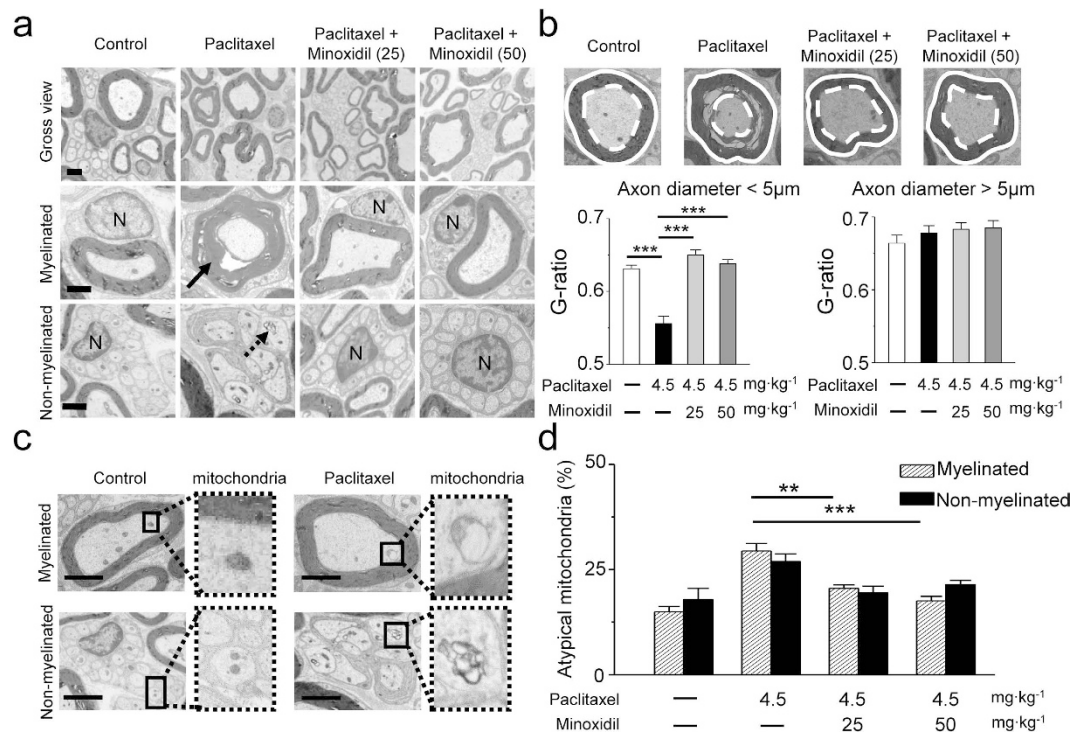 a
Control
Paclitaxel
Paclitaxel +
Minoxidil (25)
Paclitaxel +
Minoxidil (50)
Gross view
Myelinated
N
N
N
Non-myelinated
N
N
N
b
Control
Paclitaxel
Paclitaxel +
Minoxidil (25)
Paclitaxel +
Minoxidil (50)
Axon diameter < 5µm
G-ratio
0.7
0.6
0.5
***
***
***
Paclitaxel — 4.5 4.5 4.5 mg·kg⁻¹
Minoxidil — — 25 50 mg·kg⁻¹
Axon diameter > 5µm
G-ratio
0.7
0.6
0.5
Paclitaxel — 4.5 4.5 4.5 mg·kg⁻¹
Minoxidil — — 25 50 mg·kg⁻¹
c
Control
mitochondria
Paclitaxel
mitochondria
Myelinated
Non-myelinated
d
Atypical mitochondria (%)
50
25
0
Myelinated
Non-myelinated
**
***
Paclitaxel — 4.5 4.5 4.5 mg·kg⁻¹
Minoxidil — — 25 50 mg·kg⁻¹